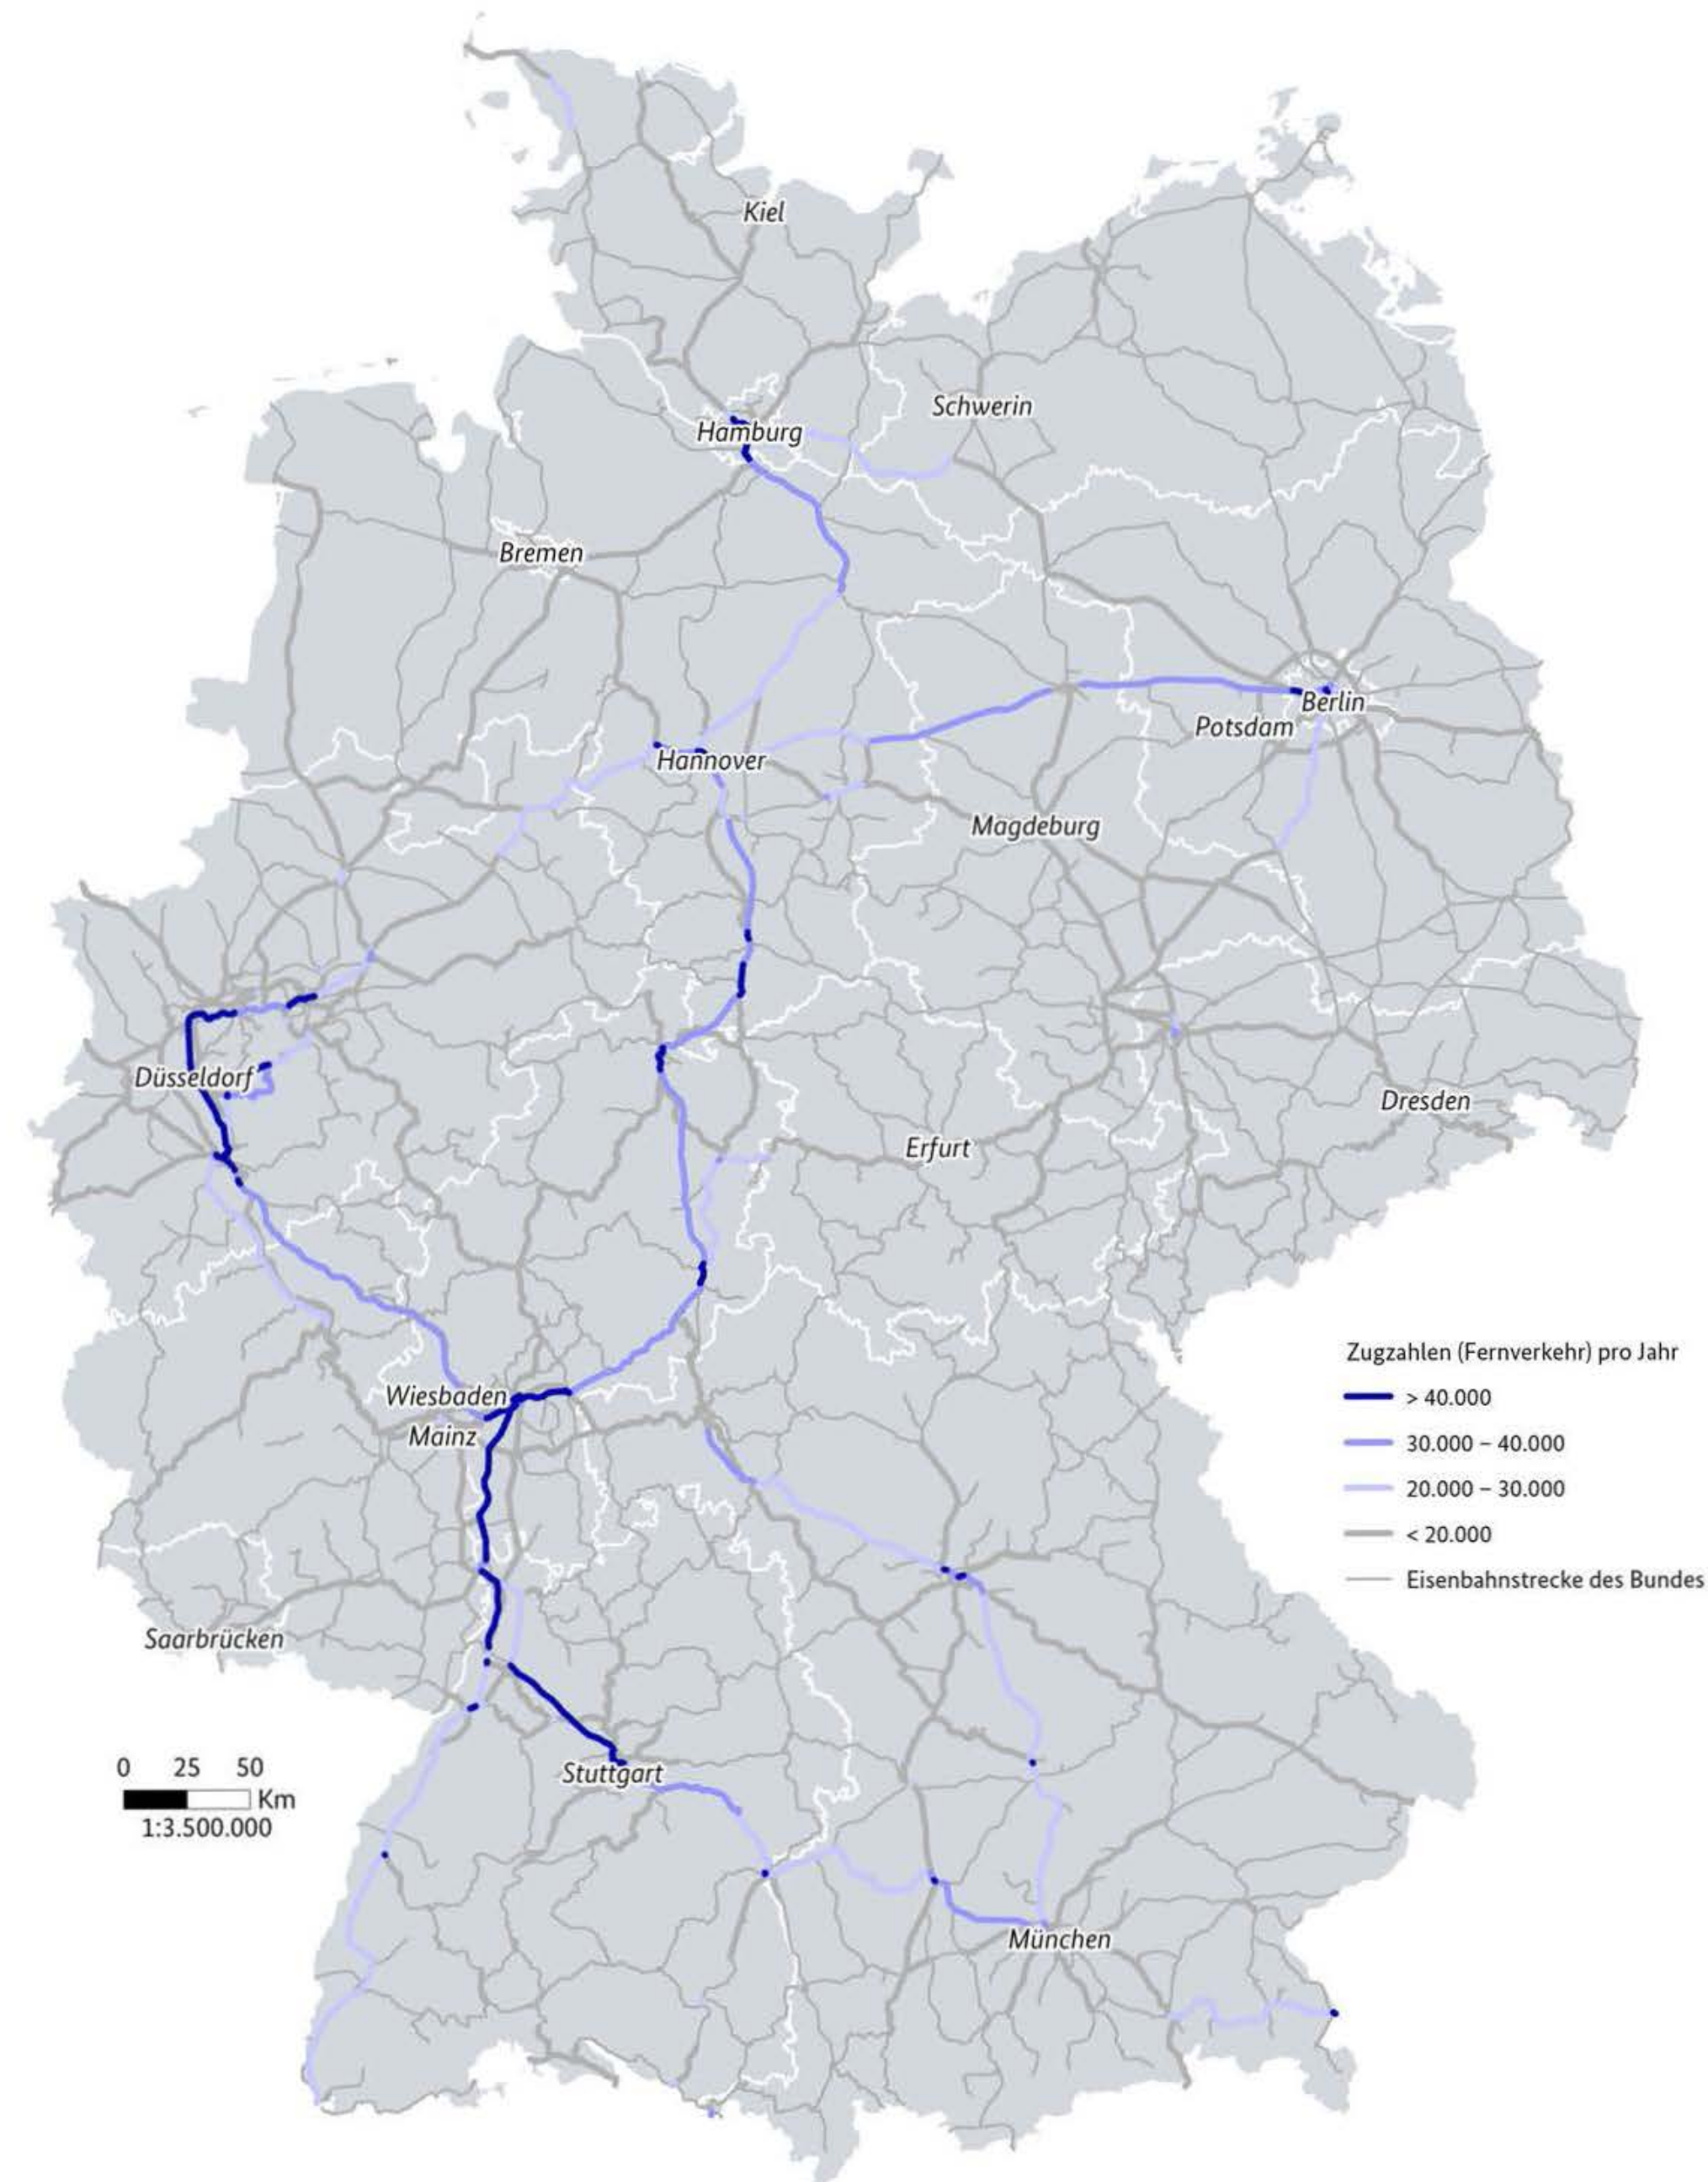 Kiel
Schwerin
Hamburg
Bremen
Berlin
Potsdam
Hannover
Magdeburg
Düsseldorf
Dresden
Erfurt
Wiesbaden
Mainz
Saarbrücken
Stuttgart
München
Zugzahlen (Fernverkehr) pro Jahr
> 40.000
30.000 – 40.000
20.000 – 30.000
< 20.000
Eisenbahnstrecke des Bundes
0 25 50
Km
1:3.500.000